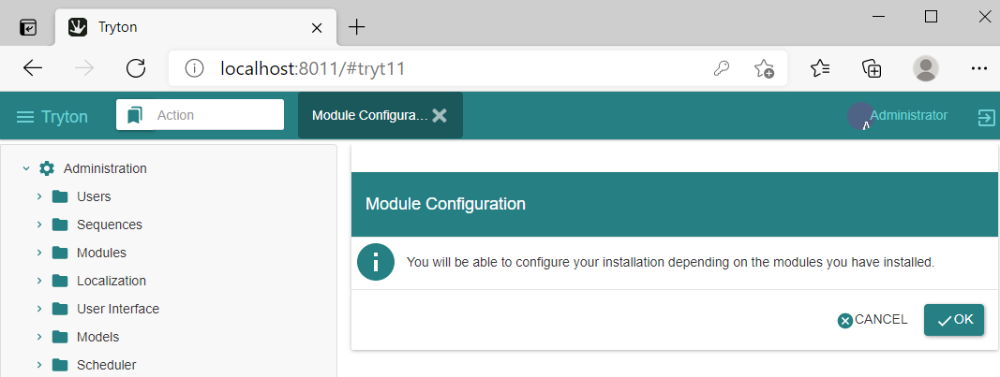 Tryton
localhost:8011/#tryt11
Tryton
Action
Module Configura...
A
Administrator
Administration
Users
Sequences
Modules
Localization
User Interface
Models
Scheduler
Module Configuration
You will be able to configure your installation depending on the modules you have installed.
CANCEL
OK